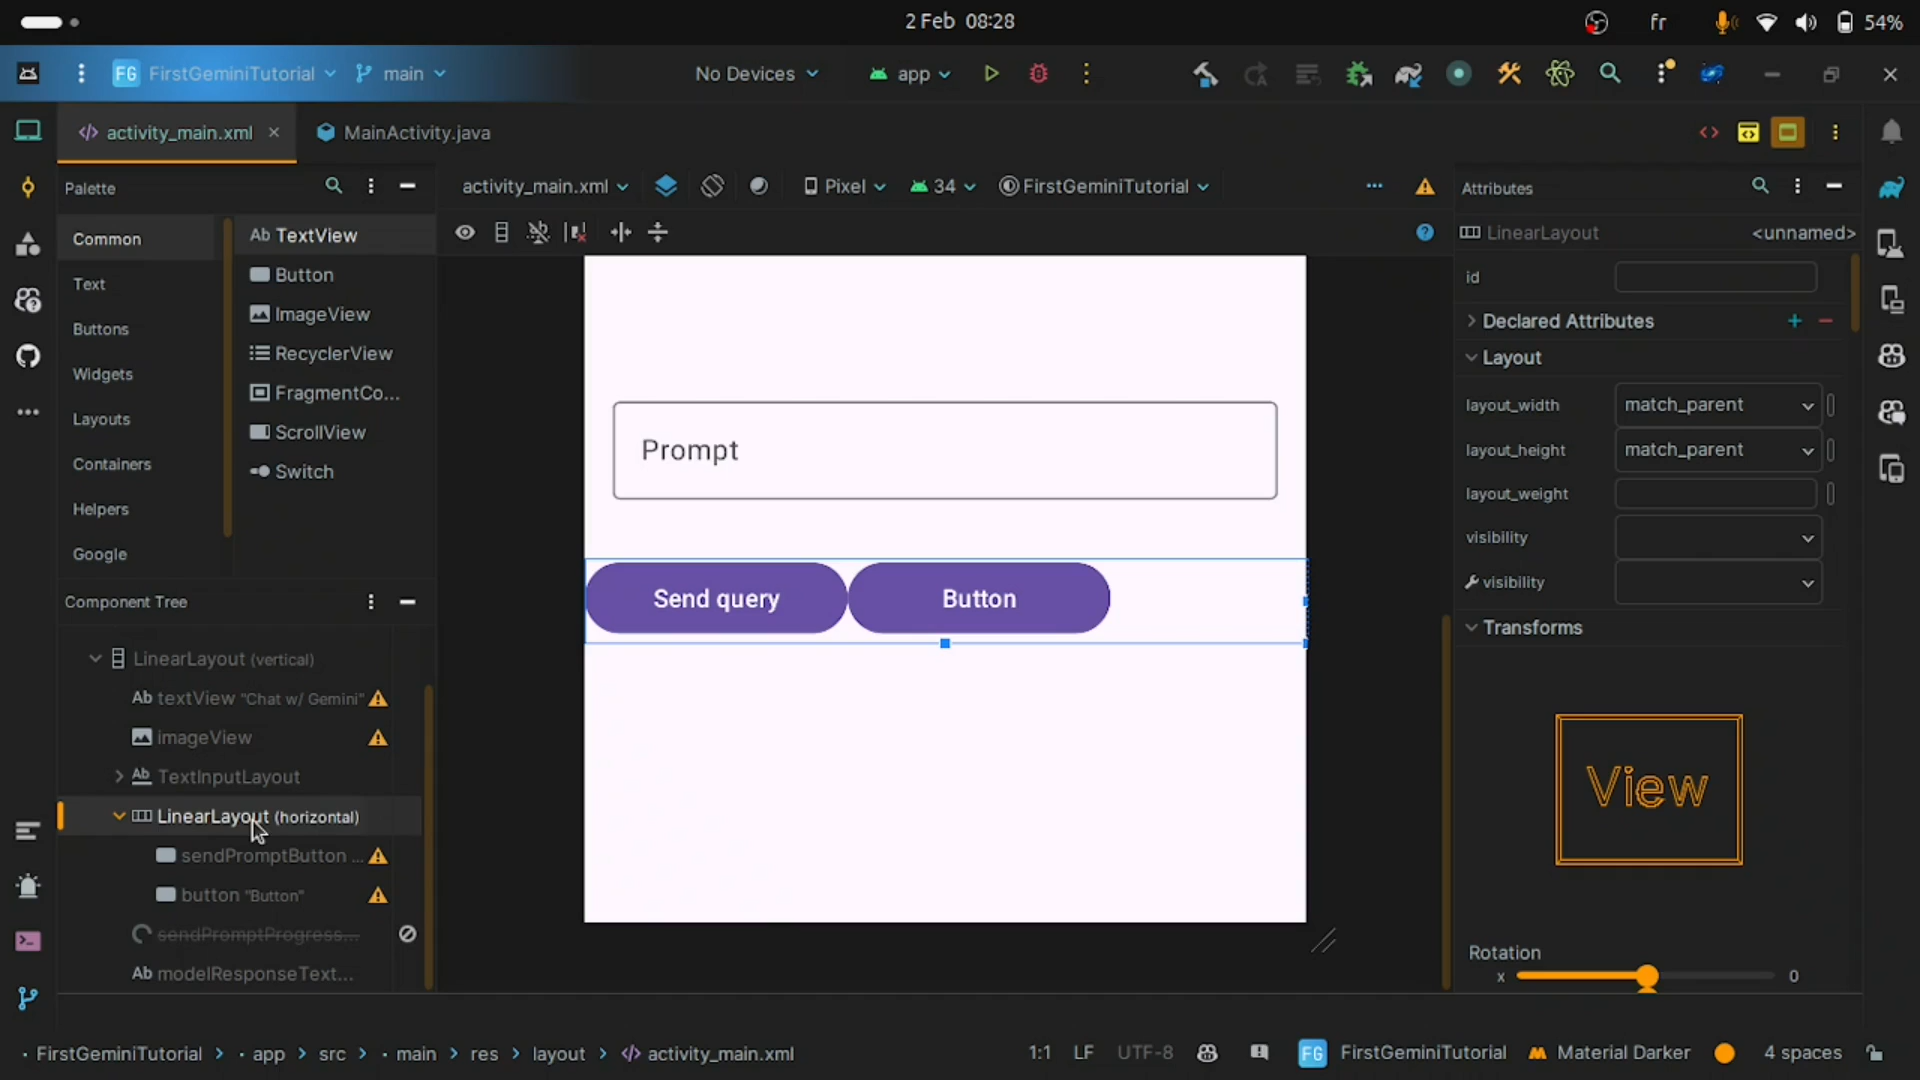 2 Feb 08:28
fr
54%
FG FirstGeminiTutorial
main
No Devices
app
activity_main.xml
MainActivity.java
Palette
Common
Text
Buttons
Widgets
Layouts
Containers
Helpers
Google
Ab TextView
Button
ImageView
RecyclerView
FragmentCo...
ScrollView
Switch
activity_main.xml
Pixel
34
FirstGeminiTutorial
Prompt
Send query
Button
Component Tree
LinearLayout (vertical)
Ab textView "Chat w/ Gemini"
imageView
Ab TextInputLayout
LinearLayout (horizontal)
sendPromptButton ...
button "Button"
sendPromptProgress...
Ab modelResponseText...
Attributes
LinearLayout
<unnamed>
id
Declared Attributes
Layout
layout_width
match_parent
layout_height
match_parent
layout_weight
visibility
visibility
Transforms
View
Rotation
x
0
FirstGeminiTutorial > app > src > main > res > layout > activity_main.xml
1:1
LF
UTF-8
FG FirstGeminiTutorial
Material Darker
4 spaces